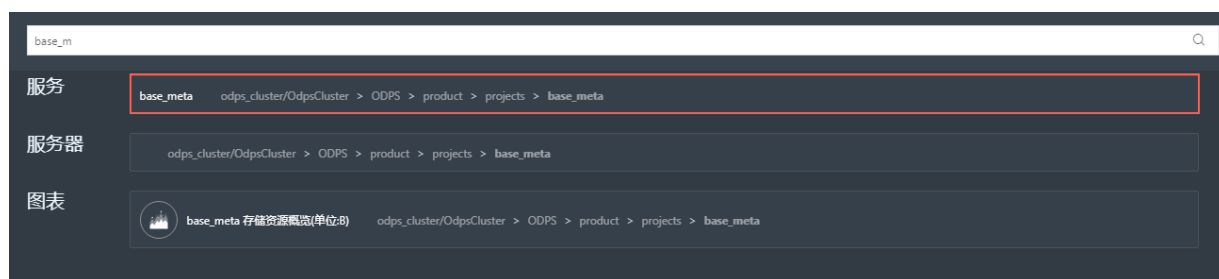 base_m
服务
base_meta odps_cluster/OdpsCluster > ODPS > product > projects > base_meta
服务器
odps_cluster/OdpsCluster > ODPS > product > projects > base_meta
图表
base_meta 存储资源概览(单位:B) odps_cluster/OdpsCluster > ODPS > product > projects > base_meta